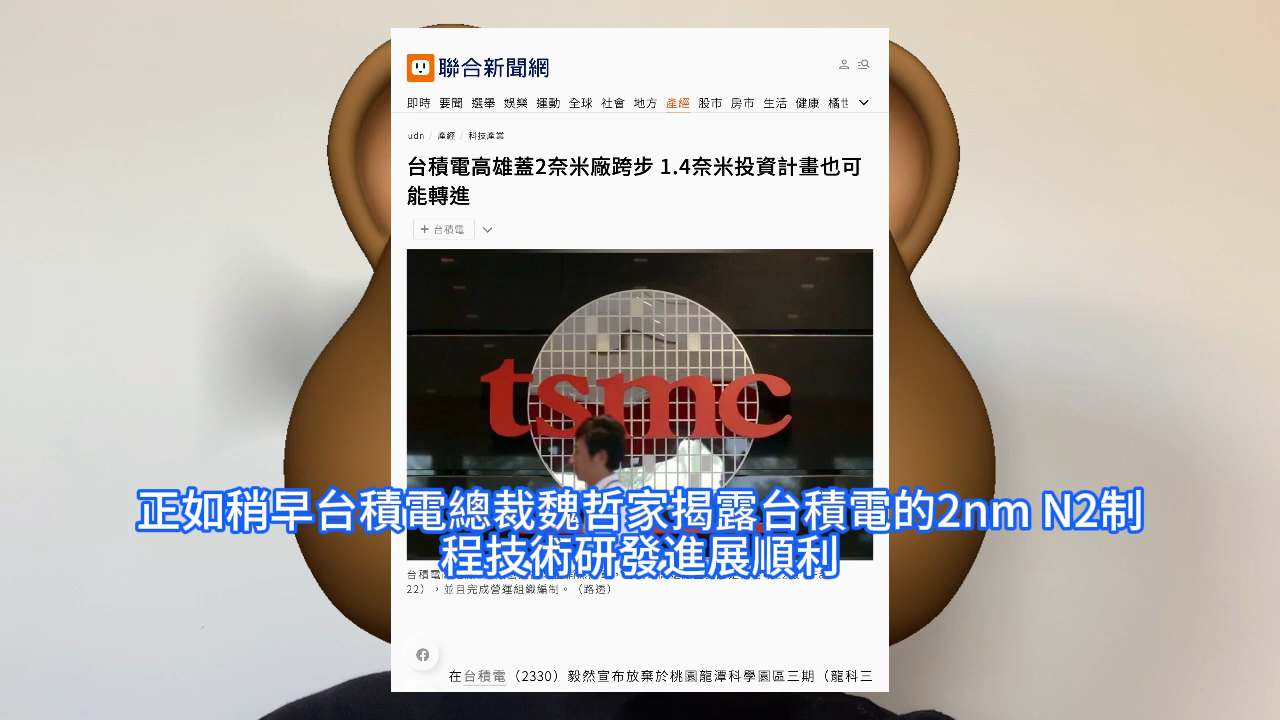 聯合新聞網
即時 要聞 選舉 娛樂 運動 全球 社會 地方 產經 股市 房市 生活 健康 橘世
udn / 產經 / 科技產業
台積電高雄蓋2奈米廠跨步 1.4奈米投資計畫也可
能轉進
+ 台積電
tsmc
正如稍早台積電總裁魏哲家揭露台積電的2nm N2制
程技術研發進展順利
台積電
22），並且完成營運組織編制。（路透）
在台積電（2330）毅然宣布放棄於桃園龍潭科學園區三期（龍科三